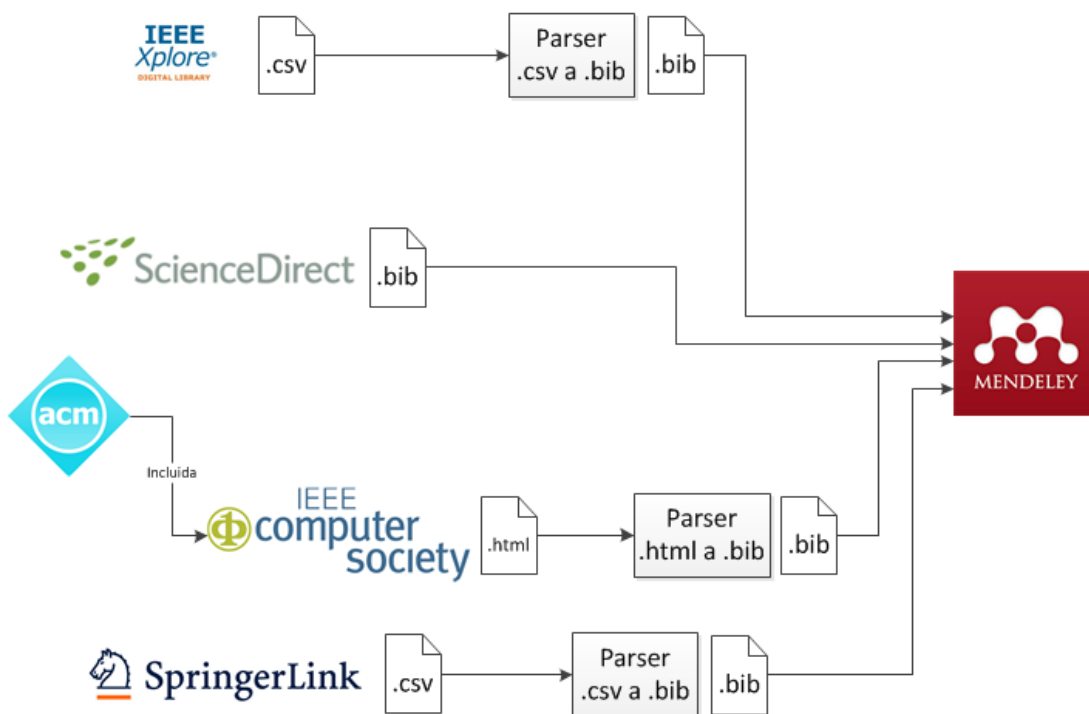 IEEE
Xplore®
DIGITAL LIBRARY
.csv
Parser
.csv a .bib
.bib
ScienceDirect
.bib
MENDELEY
acm
Incluida
IEEE
computer
society
.html
Parser
.html a .bib
.bib
SpringerLink
.csv
Parser
.csv a .bib
.bib